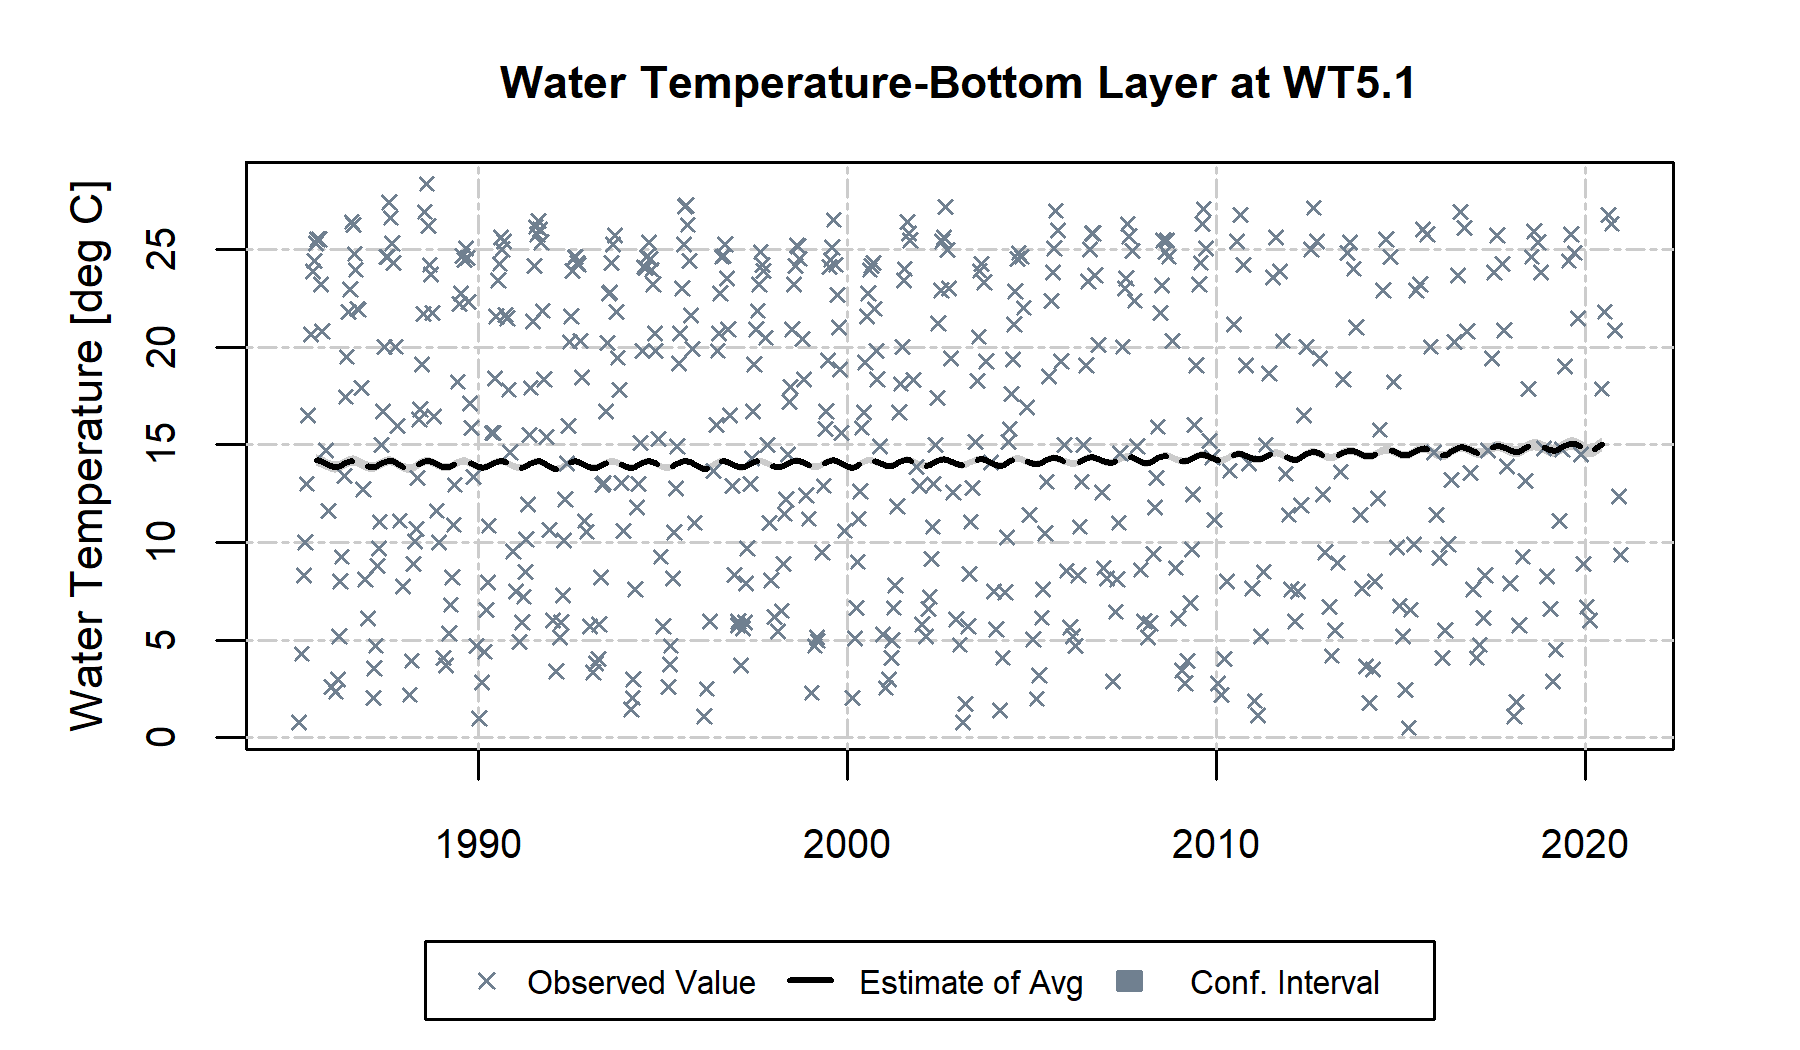 Water Temperature-Bottom Layer at WT5.1
Water Temperature [deg C]
25
20
15
10
5
0
1990 2000 2010 2020
Observed Value Estimate of Avg Conf. Interval